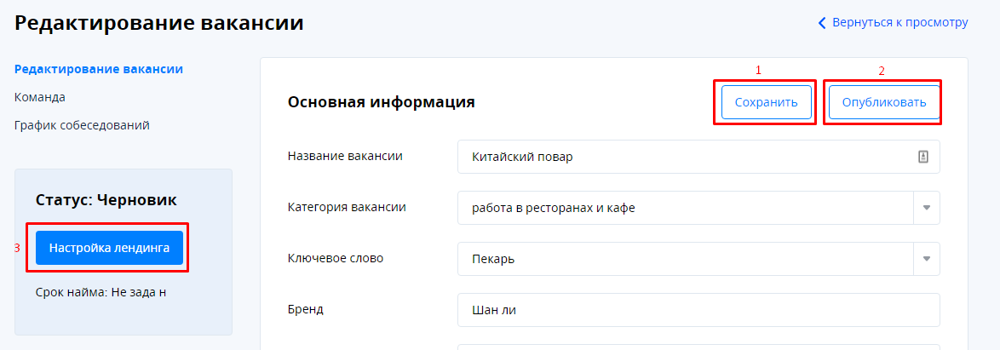 Редактирование вакансии
Вернуться к просмотру
Редактирование вакансии
Команда
График собеседований
Статус: Черновик
3 Настройка лендинга
Срок найма: Не зада н
1 2
Основная информация Сохранить Опубликовать
Название вакансии Китайский повар
Категория вакансии работа в ресторанах и кафе
Ключевое слово Пекарь
Бренд Шан ли